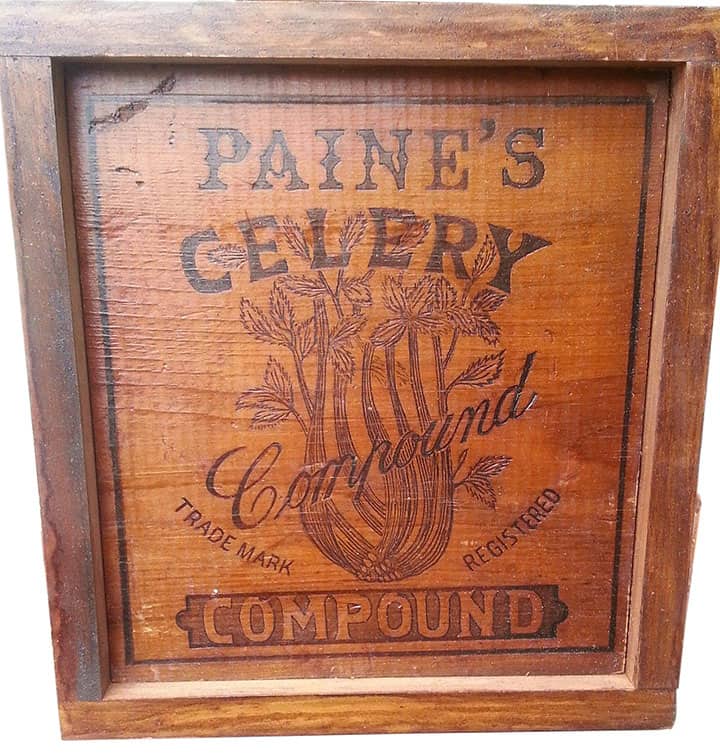 PAINE'S
CELERY
Compound
TRADE MARK
REGISTERED
COMPOUND